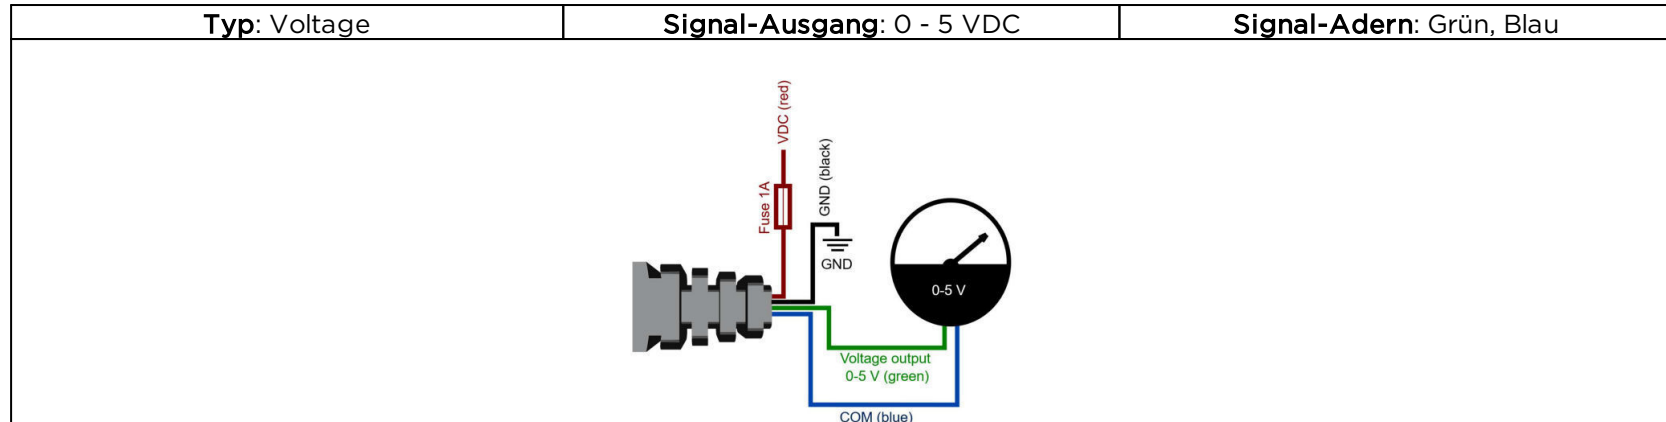 Typ: Voltage
Signal-Ausgang: 0 - 5 VDC
Signal-Adern: Grün, Blau
VDC (red)
Fuse 1A
GND (black)
GND
0-5 V
Voltage output
0-5 V (green)
COM (blue)